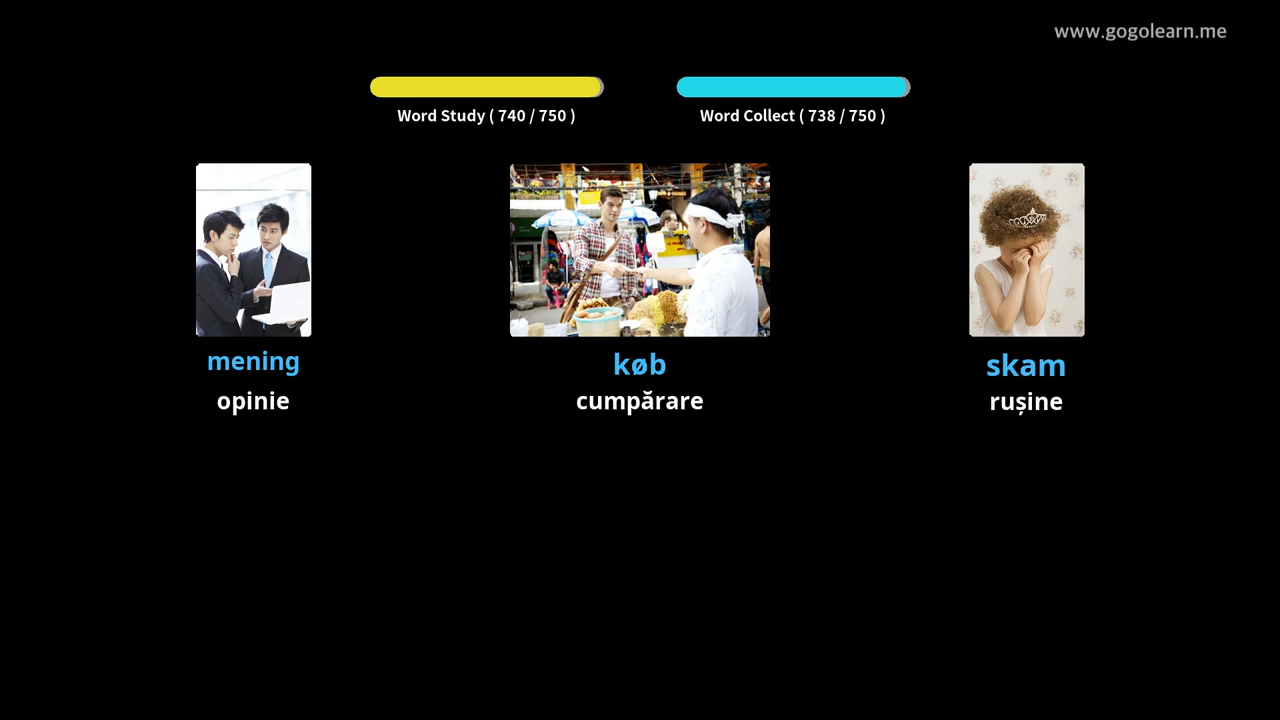 www.gogolearn.me
Word Study ( 740 / 750 )
Word Collect ( 738 / 750 )
mening
opinie
køb
cumpărare
skam
rușine